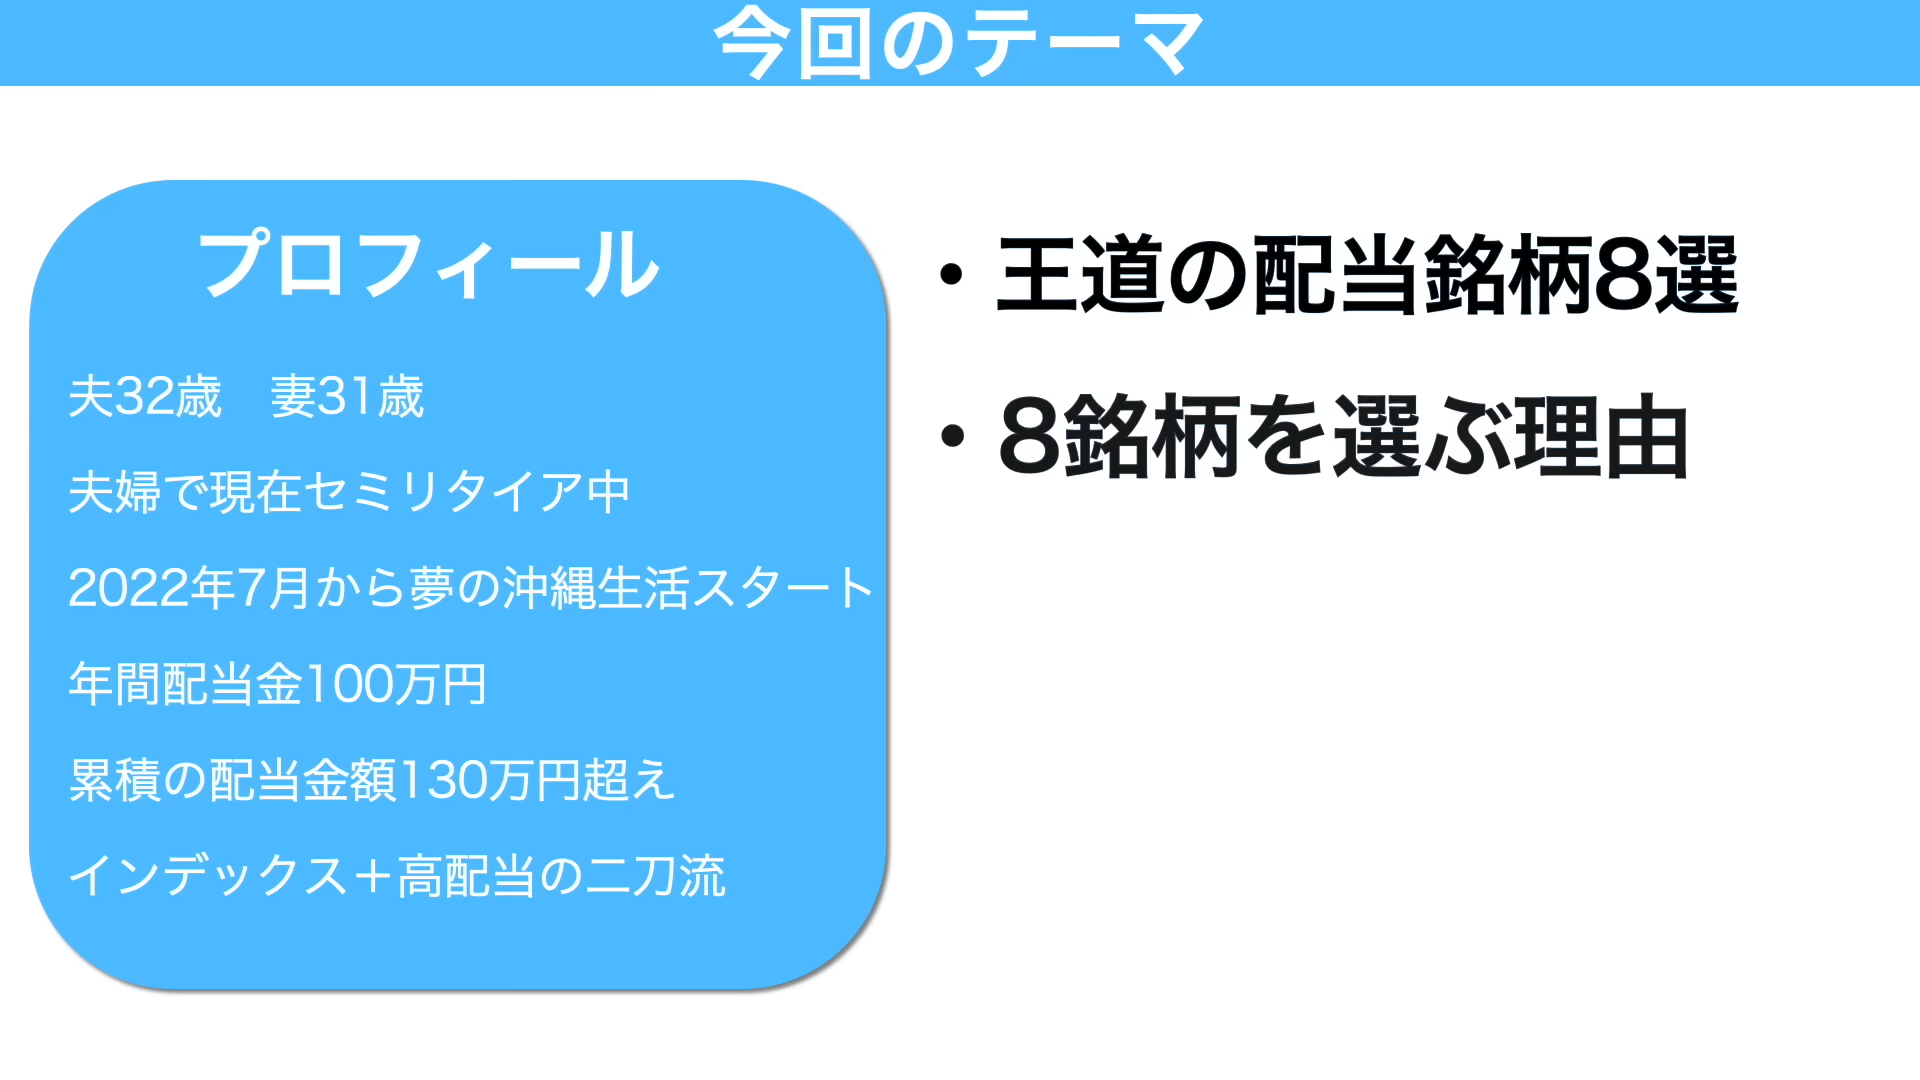 今回のテーマ
プロフィール
夫32歳　妻31歳
夫婦で現在セミリタイア中
2022年7月から夢の沖縄生活スタート
年間配当金100万円
累積の配当金額130万円超え
インデックス＋高配当の二刀流
・王道の配当銘柄8選
・8銘柄を選ぶ理由